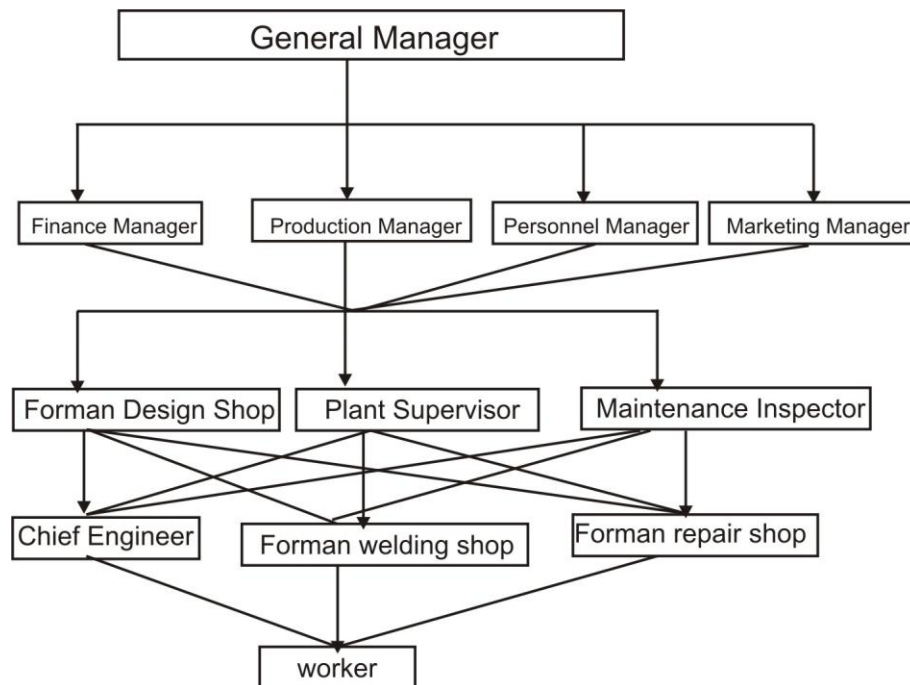 General Manager
Finance Manager
Production Manager
Personnel Manager
Marketing Manager
Forman Design Shop
Plant Supervisor
Maintenance Inspector
Chief Engineer
Forman welding shop
Forman repair shop
worker